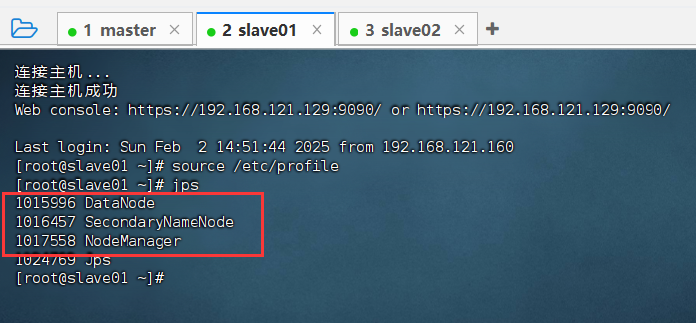 1 master × 2 slave01 × 3 slave02 × +
连接主机...
连接主机成功
Web console: https://192.168.121.129:9090/ or https://192.168.121.129:9090/
Last login: Sun Feb  2 14:51:44 2025 from 192.168.121.160
[root@slave01 ~]# source /etc/profile
[root@slave01 ~]# jps
1015996 DataNode
1016457 SecondaryNameNode
1017558 NodeManager
1024769 Jps
[root@slave01 ~]#